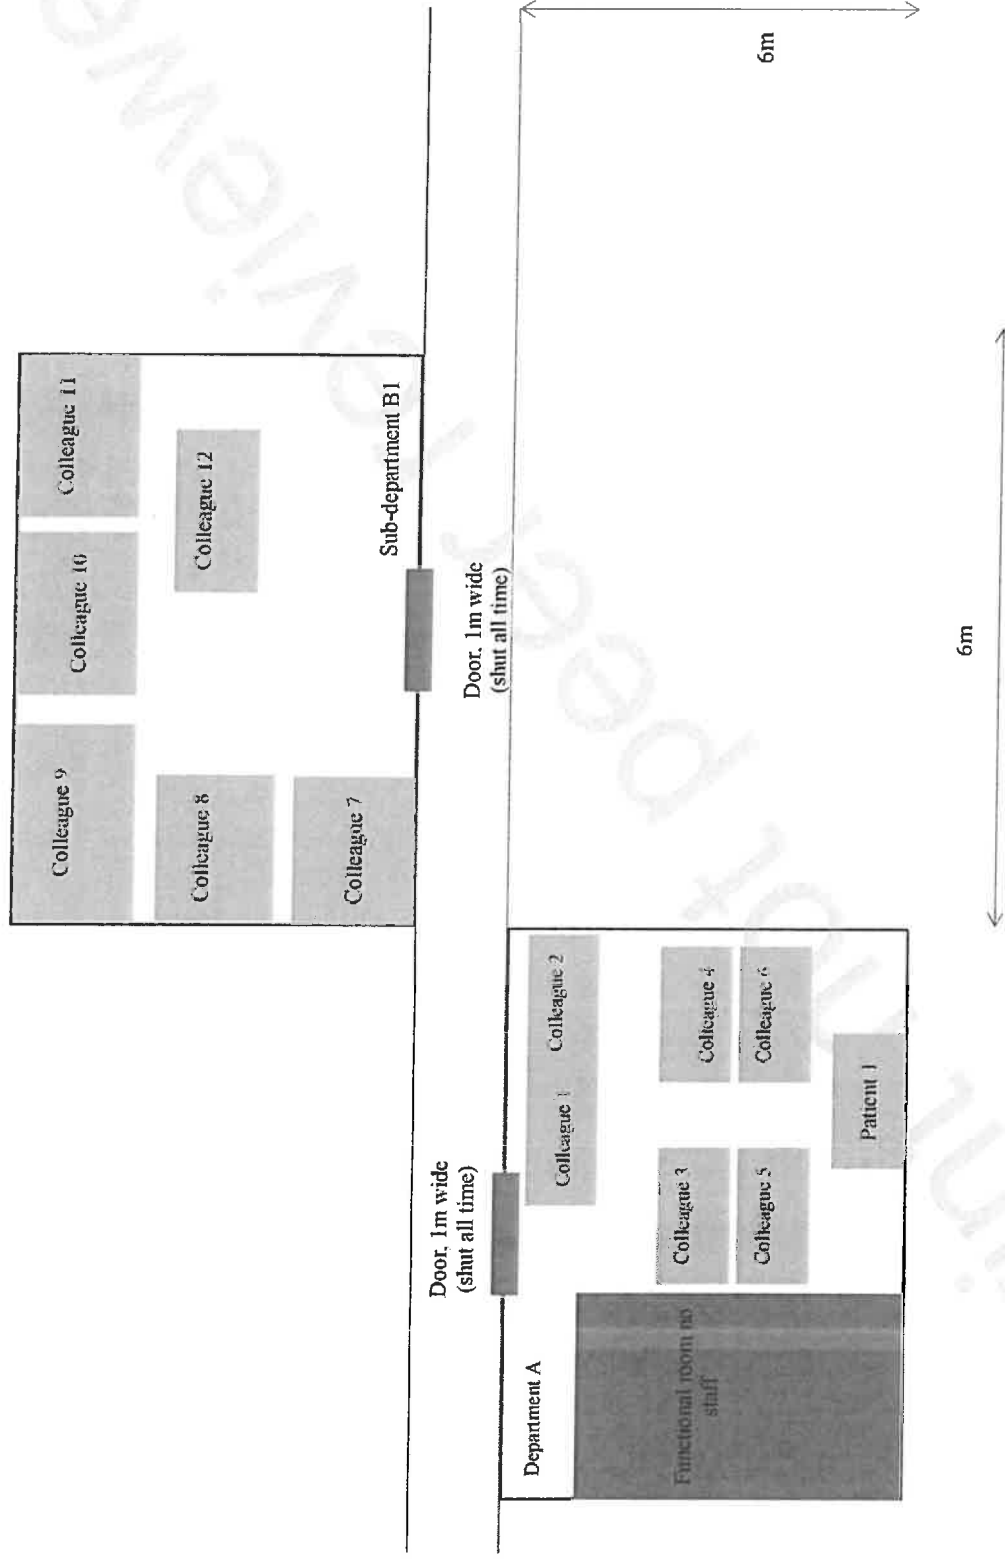 Colleague 9
Colleague 10
Colleague 11
Colleague 8
Colleague 12
Colleague 7
Sub-department B1
Door, 1m wide
(shut all time)
Door, 1m wide
(shut all time)
Department A
Colleague 1
Colleague 2
Colleague 3
Colleague 4
Colleague 5
Colleague 6
Functional room no
staff
Patient 1
6m
6m
not peer